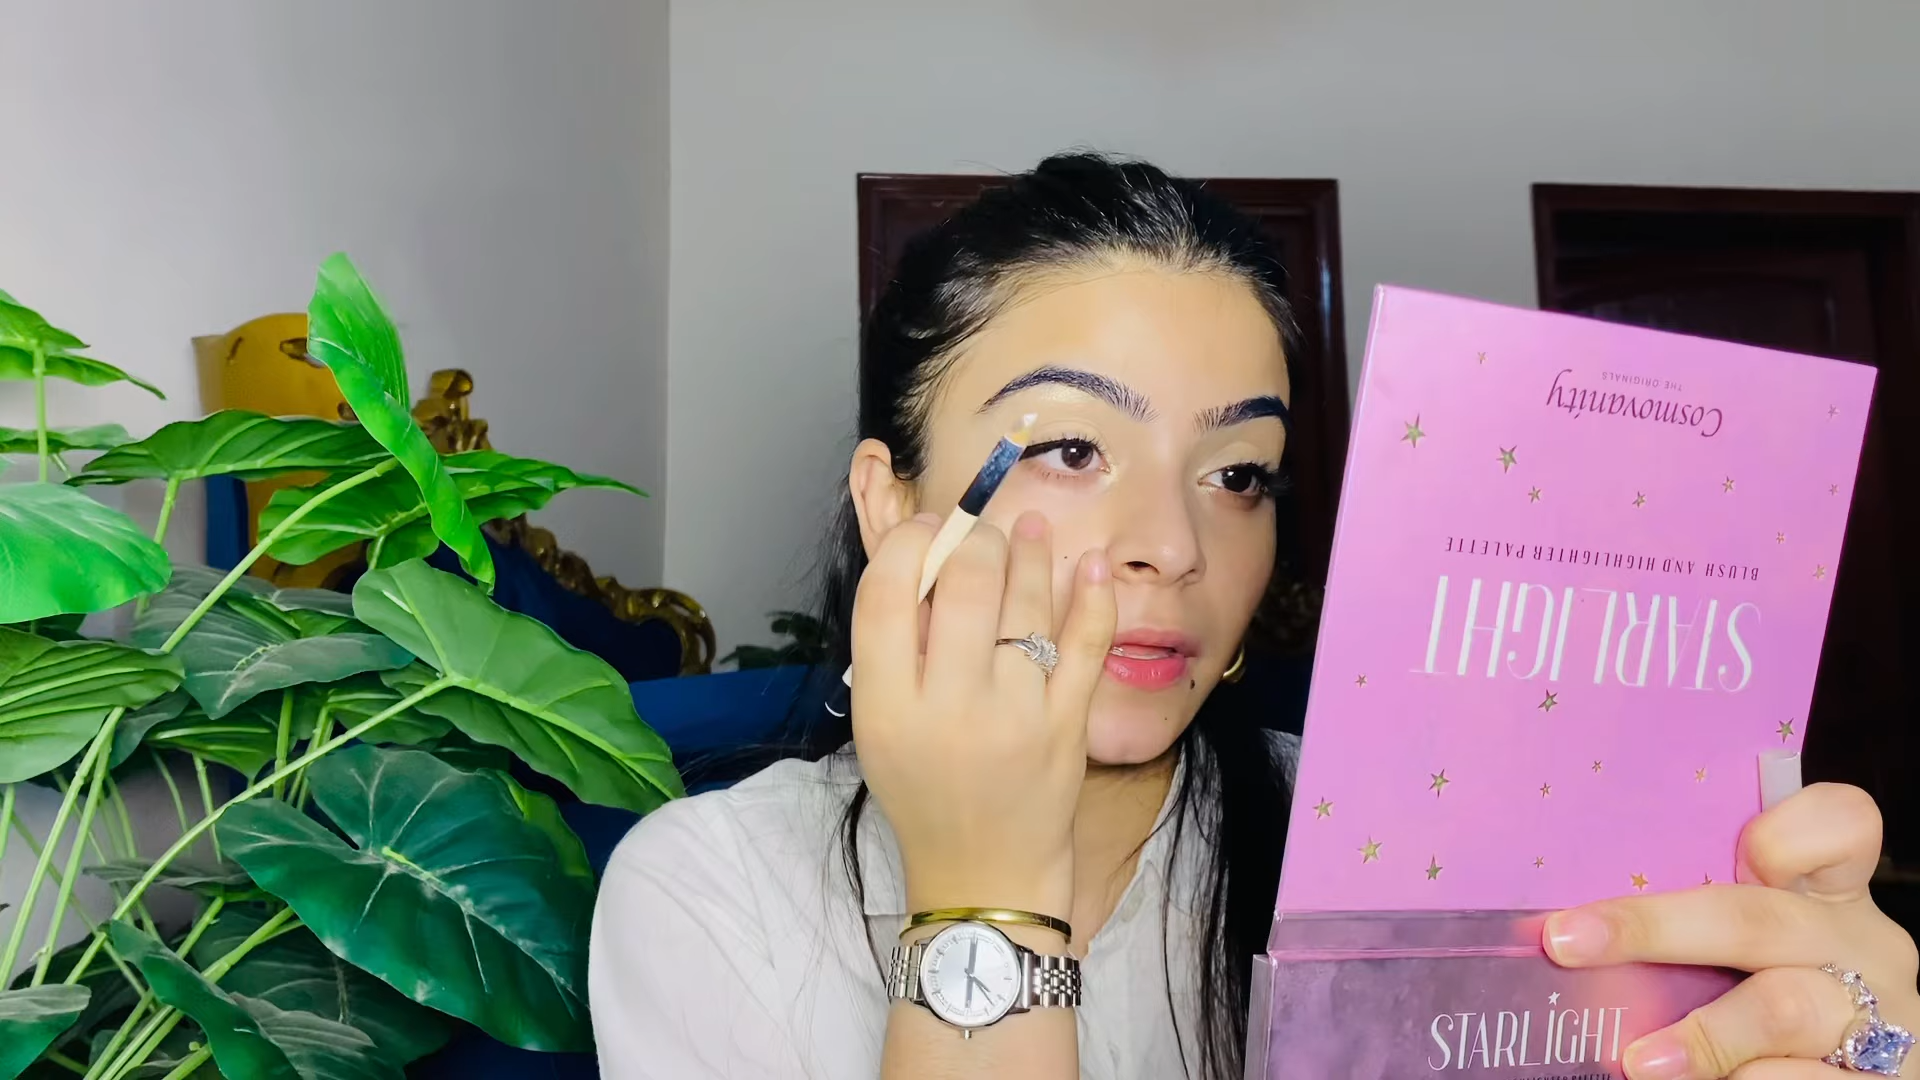 Cosmovanity
THE ORIGINALS
BLUSH AND HIGHLIGHTER PALETTE
STARLIGHT
STARLIGHT